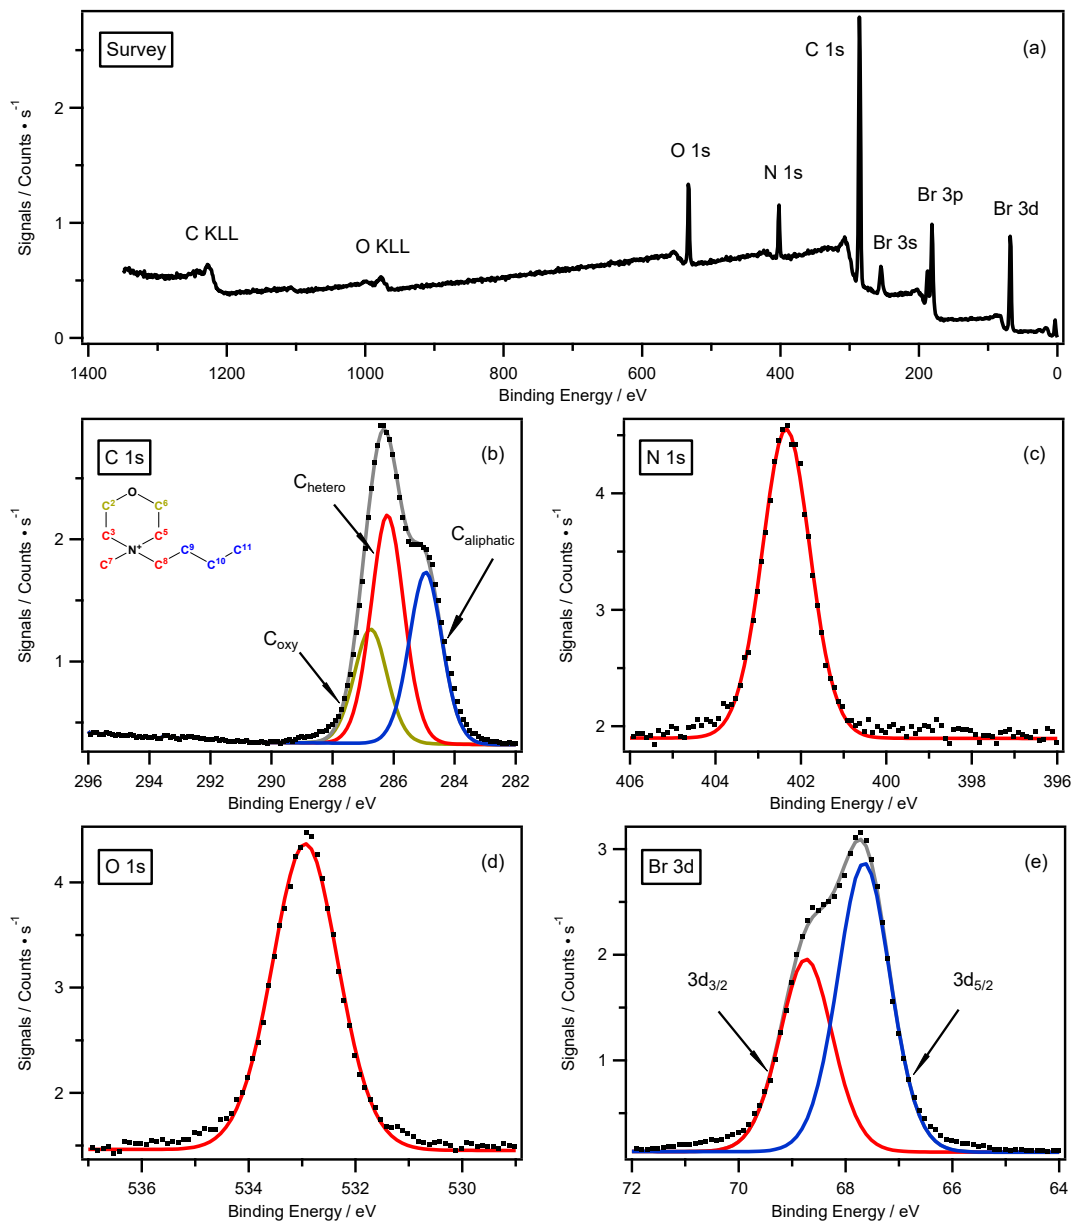 Survey
(a)
C 1s
O 1s
N 1s
Br 3p
Br 3d
Br 3s
C KLL
O KLL
Signals / Counts • s⁻¹
2
1
0
1400
1200
1000
800
600
400
200
0
Binding Energy / eV
C 1s
(b)
O
C²
C⁶
C³
C⁵
N⁺
C⁷
C⁸
C⁹
C¹⁰
C¹¹
C_hetero
C_aliphatic
C_oxy
Signals / Counts • s⁻¹
2
1
296
294
292
290
288
286
284
282
Binding Energy / eV
N 1s
(c)
Signals / Counts • s⁻¹
4
3
2
406
404
402
400
398
396
Binding Energy / eV
O 1s
(d)
Signals / Counts • s⁻¹
4
3
2
536
534
532
530
Binding Energy / eV
Br 3d
(e)
3d_3/2
3d_5/2
Signals / Counts • s⁻¹
3
2
1
72
70
68
66
64
Binding Energy / eV